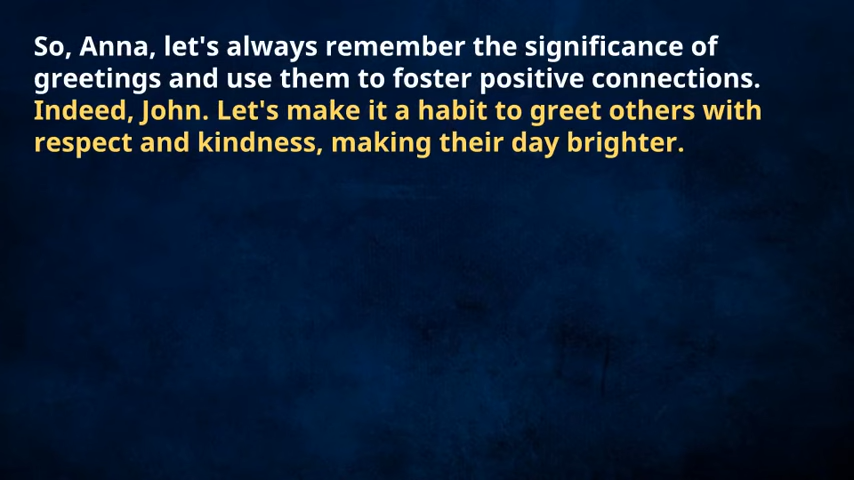 So, Anna, let's always remember the significance of
greetings and use them to foster positive connections.
Indeed, John. Let's make it a habit to greet others with
respect and kindness, making their day brighter.